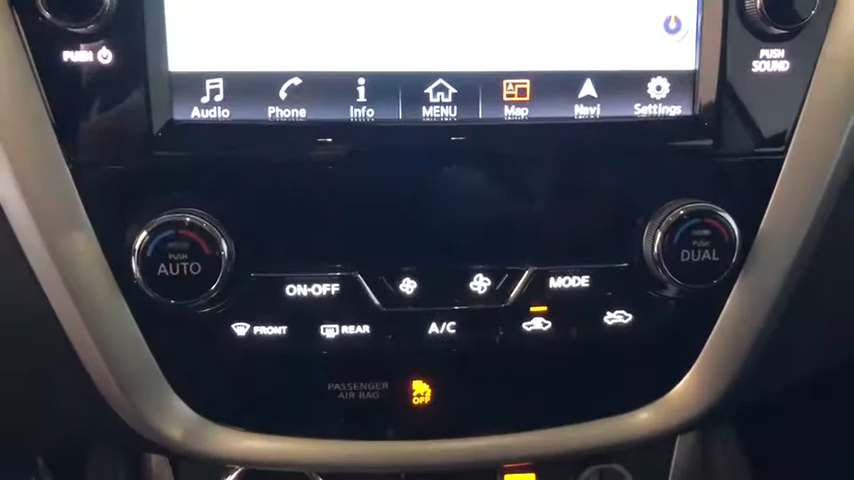 PUSH
PUSH
SOUND
Audio
Phone
Info
MENU
Map
Navi
Settings
PUSH
AUTO
PUSH
DUAL
ON-OFF
MODE
FRONT
REAR
A/C
PASSENGER
AIR BAG
OFF